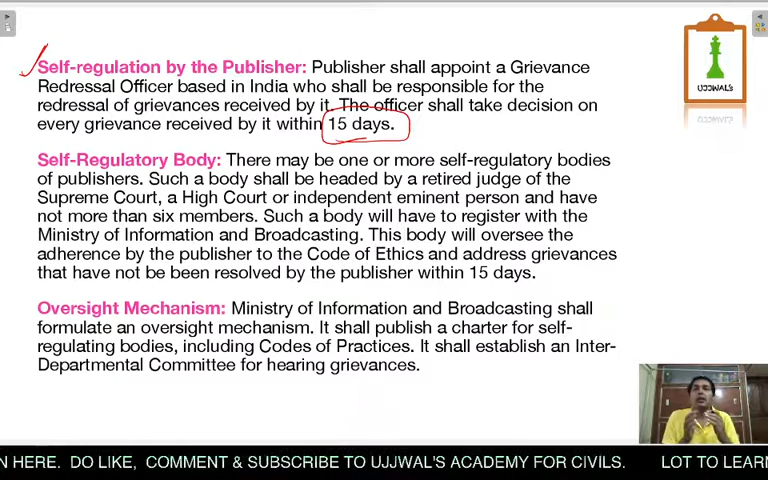 Self-regulation by the Publisher: Publisher shall appoint a Grievance
Redressal Officer based in India who shall be responsible for the
redressal of grievances received by it. The officer shall take decision on
every grievance received by it within 15 days.
UJJWAL's
Self-Regulatory Body: There may be one or more self-regulatory bodies
of publishers. Such a body shall be headed by a retired judge of the
Supreme Court, a High Court or independent eminent person and have
not more than six members. Such a body will have to register with the
Ministry of Information and Broadcasting. This body will oversee the
adherence by the publisher to the Code of Ethics and address grievances
that have not be been resolved by the publisher within 15 days.
Oversight Mechanism: Ministry of Information and Broadcasting shall
formulate an oversight mechanism. It shall publish a charter for self-
regulating bodies, including Codes of Practices. It shall establish an Inter-
Departmental Committee for hearing grievances.
N HERE. DO LIKE, COMMENT & SUBSCRIBE TO UJJWAL'S ACADEMY FOR CIVILS. LOT TO LEARN